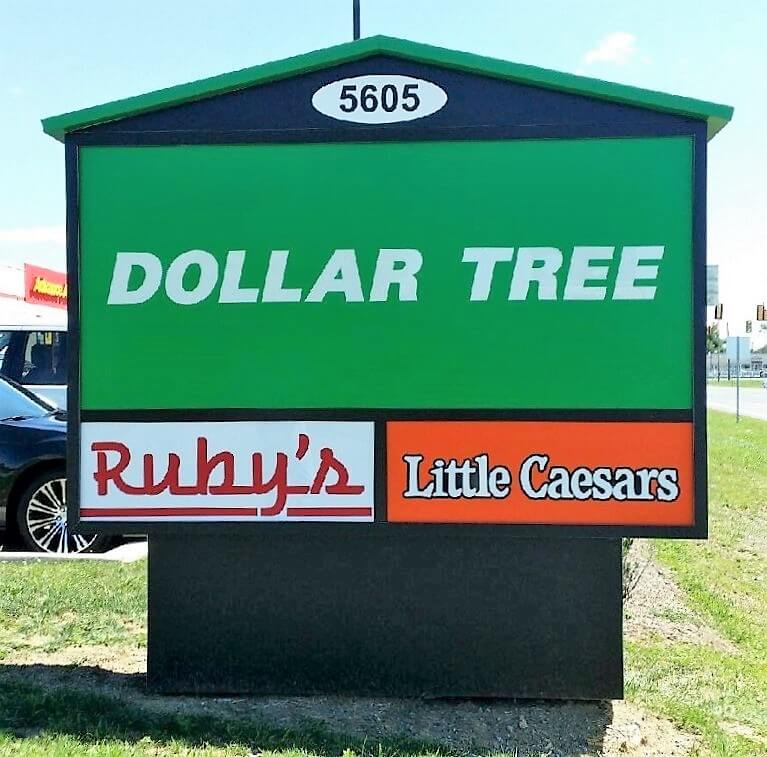 5605
DOLLAR TREE
Ruby's
Little Caesars